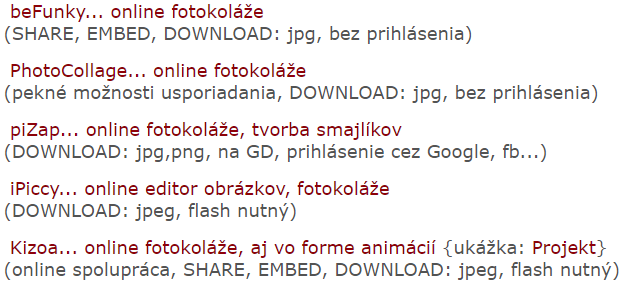 beFunky... online fotokoláže
(SHARE, EMBED, DOWNLOAD: jpg, bez prihlásenia)
PhotoCollage... online fotokoláže
(pekné možnosti usporiadania, DOWNLOAD: jpg, bez prihlásenia)
piZap... online fotokoláže, tvorba smajlíkov
(DOWNLOAD: jpg,png, na GD, prihlásenie cez Google, fb...)
iPiccy... online editor obrázkov, fotokoláže
(DOWNLOAD: jpeg, flash nutný)
Kizoa... online fotokoláže, aj vo forme animácií {ukážka: Projekt}
(online spolupráca, SHARE, EMBED, DOWNLOAD: jpeg, flash nutný)